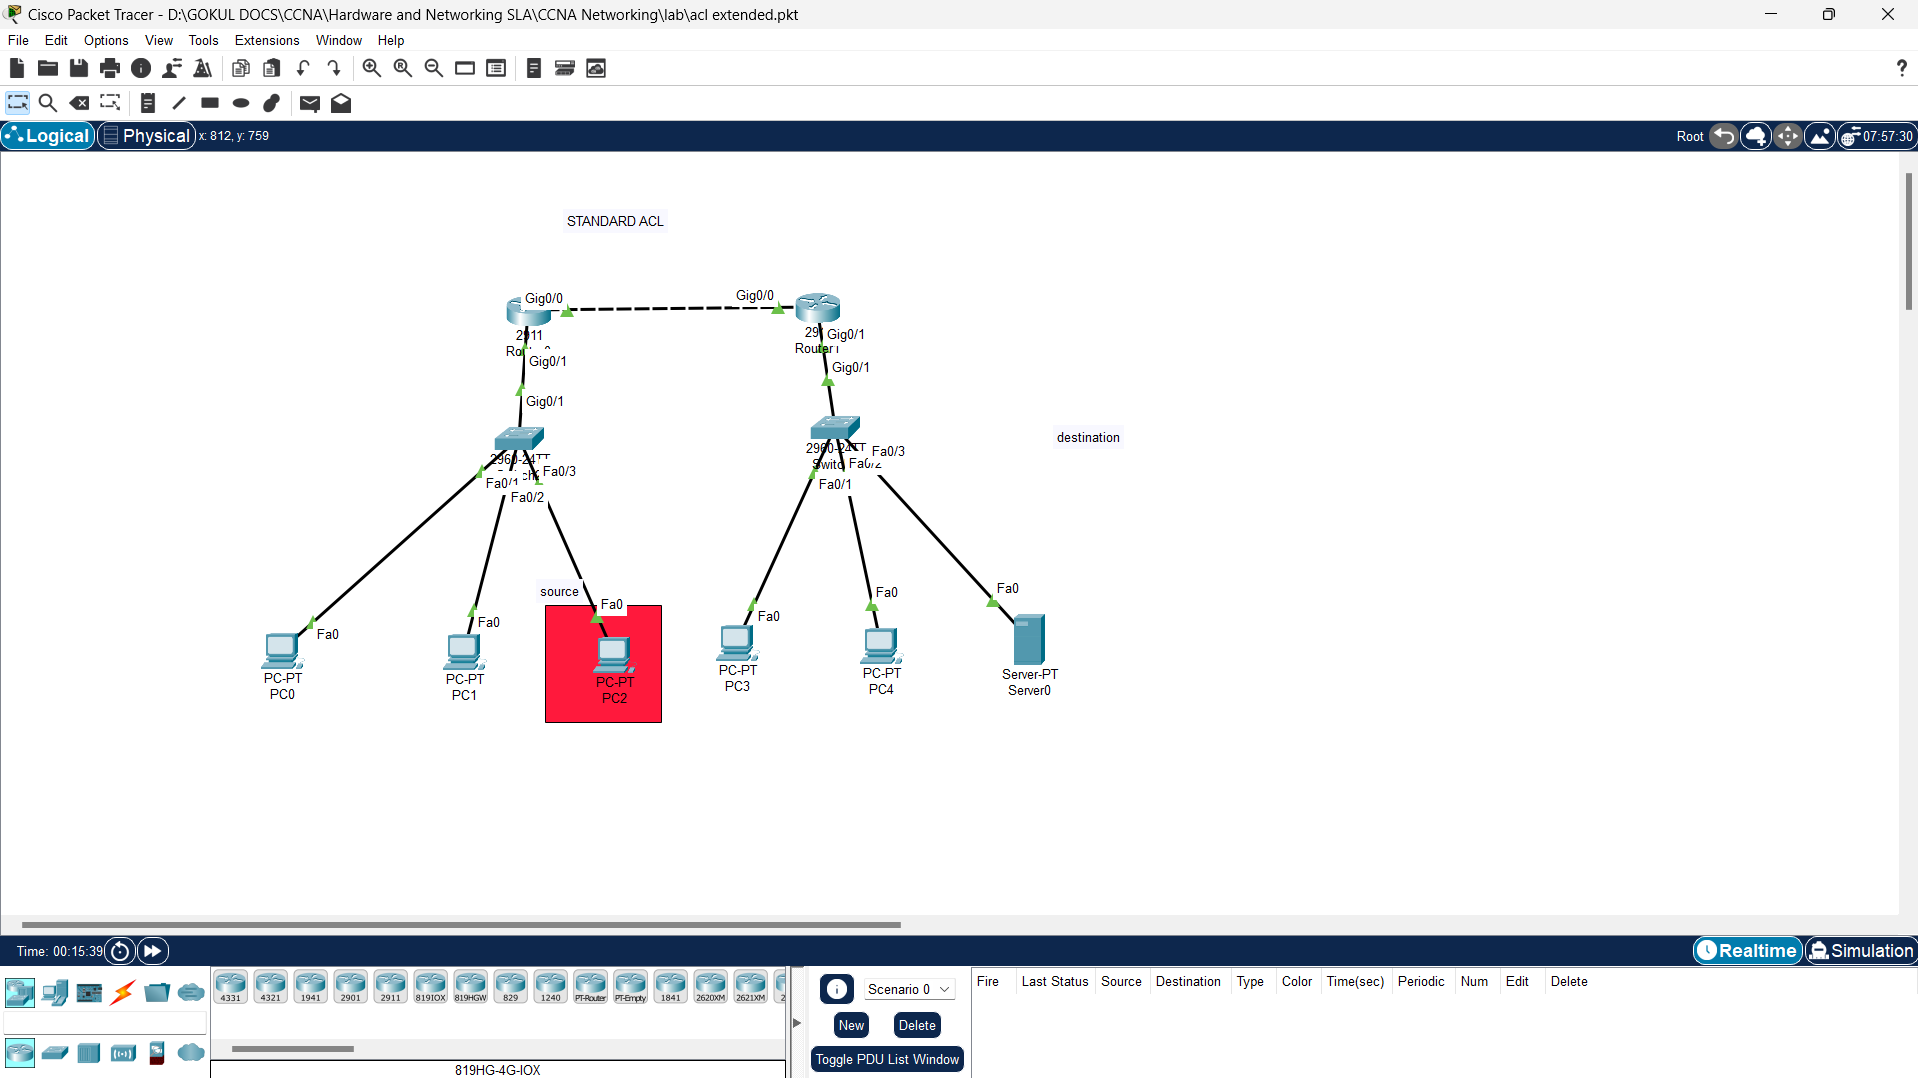 Cisco Packet Tracer - D:\GOKUL DOCS\CCNA\Hardware and Networking SLA\CCNA Networking\lab\acl extended.pkt
File Edit Options View Tools Extensions Window Help
?
Logical Physical x: 812, y: 759 Root 07:57:30
STANDARD ACL
Gig0/0 Gig0/0
2911 29 Gig0/1
Router
Gig0/1 Gig0/1
Gig0/1
destination
2960-24TT 2960-24TT Fa0/3
Fa0/3 Switc Fa0/2
Fa0/1 Fa0/1
Fa0/2
source
Fa0 Fa0 Fa0
Fa0 Fa0 Fa0
PC-PT PC-PT PC-PT PC-PT PC-PT Server-PT
PC0 PC1 PC2 PC3 PC4 Server0
Time: 00:15:39 Realtime Simulation
4331 4321 1941 2901 2911 819IOX 819HGW 829 1240 PT-Router PT-Empty 1841 2620XM 2621XM 2
819HG-4G-IOX
Scenario 0
New Delete
Toggle PDU List Window
Fire Last Status Source Destination Type Color Time(sec) Periodic Num Edit Delete